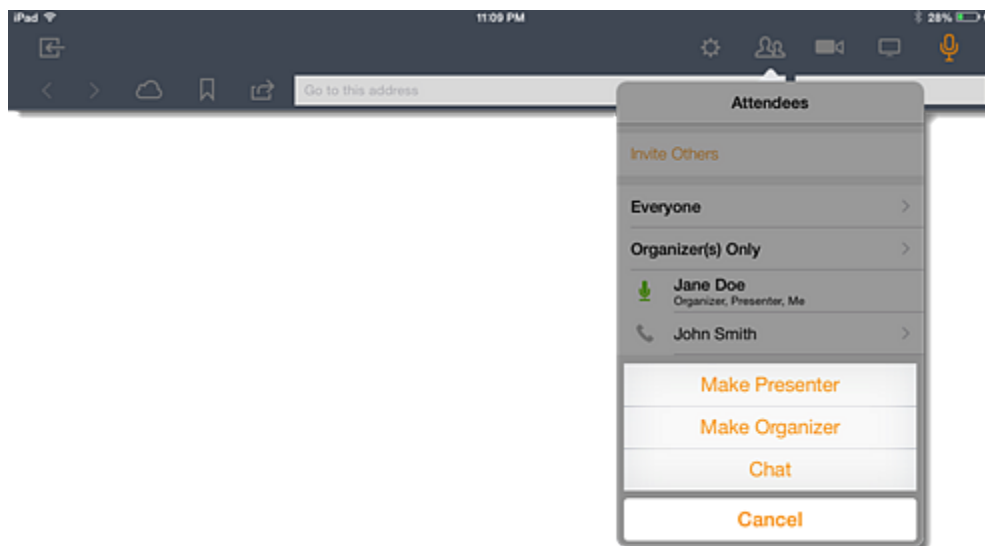 iPad 11:09 PM 28%
Go to this address
Attendees
Invite Others
Everyone
Organizer(s) Only
Jane Doe
Organizer, Presenter, Me
John Smith
Make Presenter
Make Organizer
Chat
Cancel